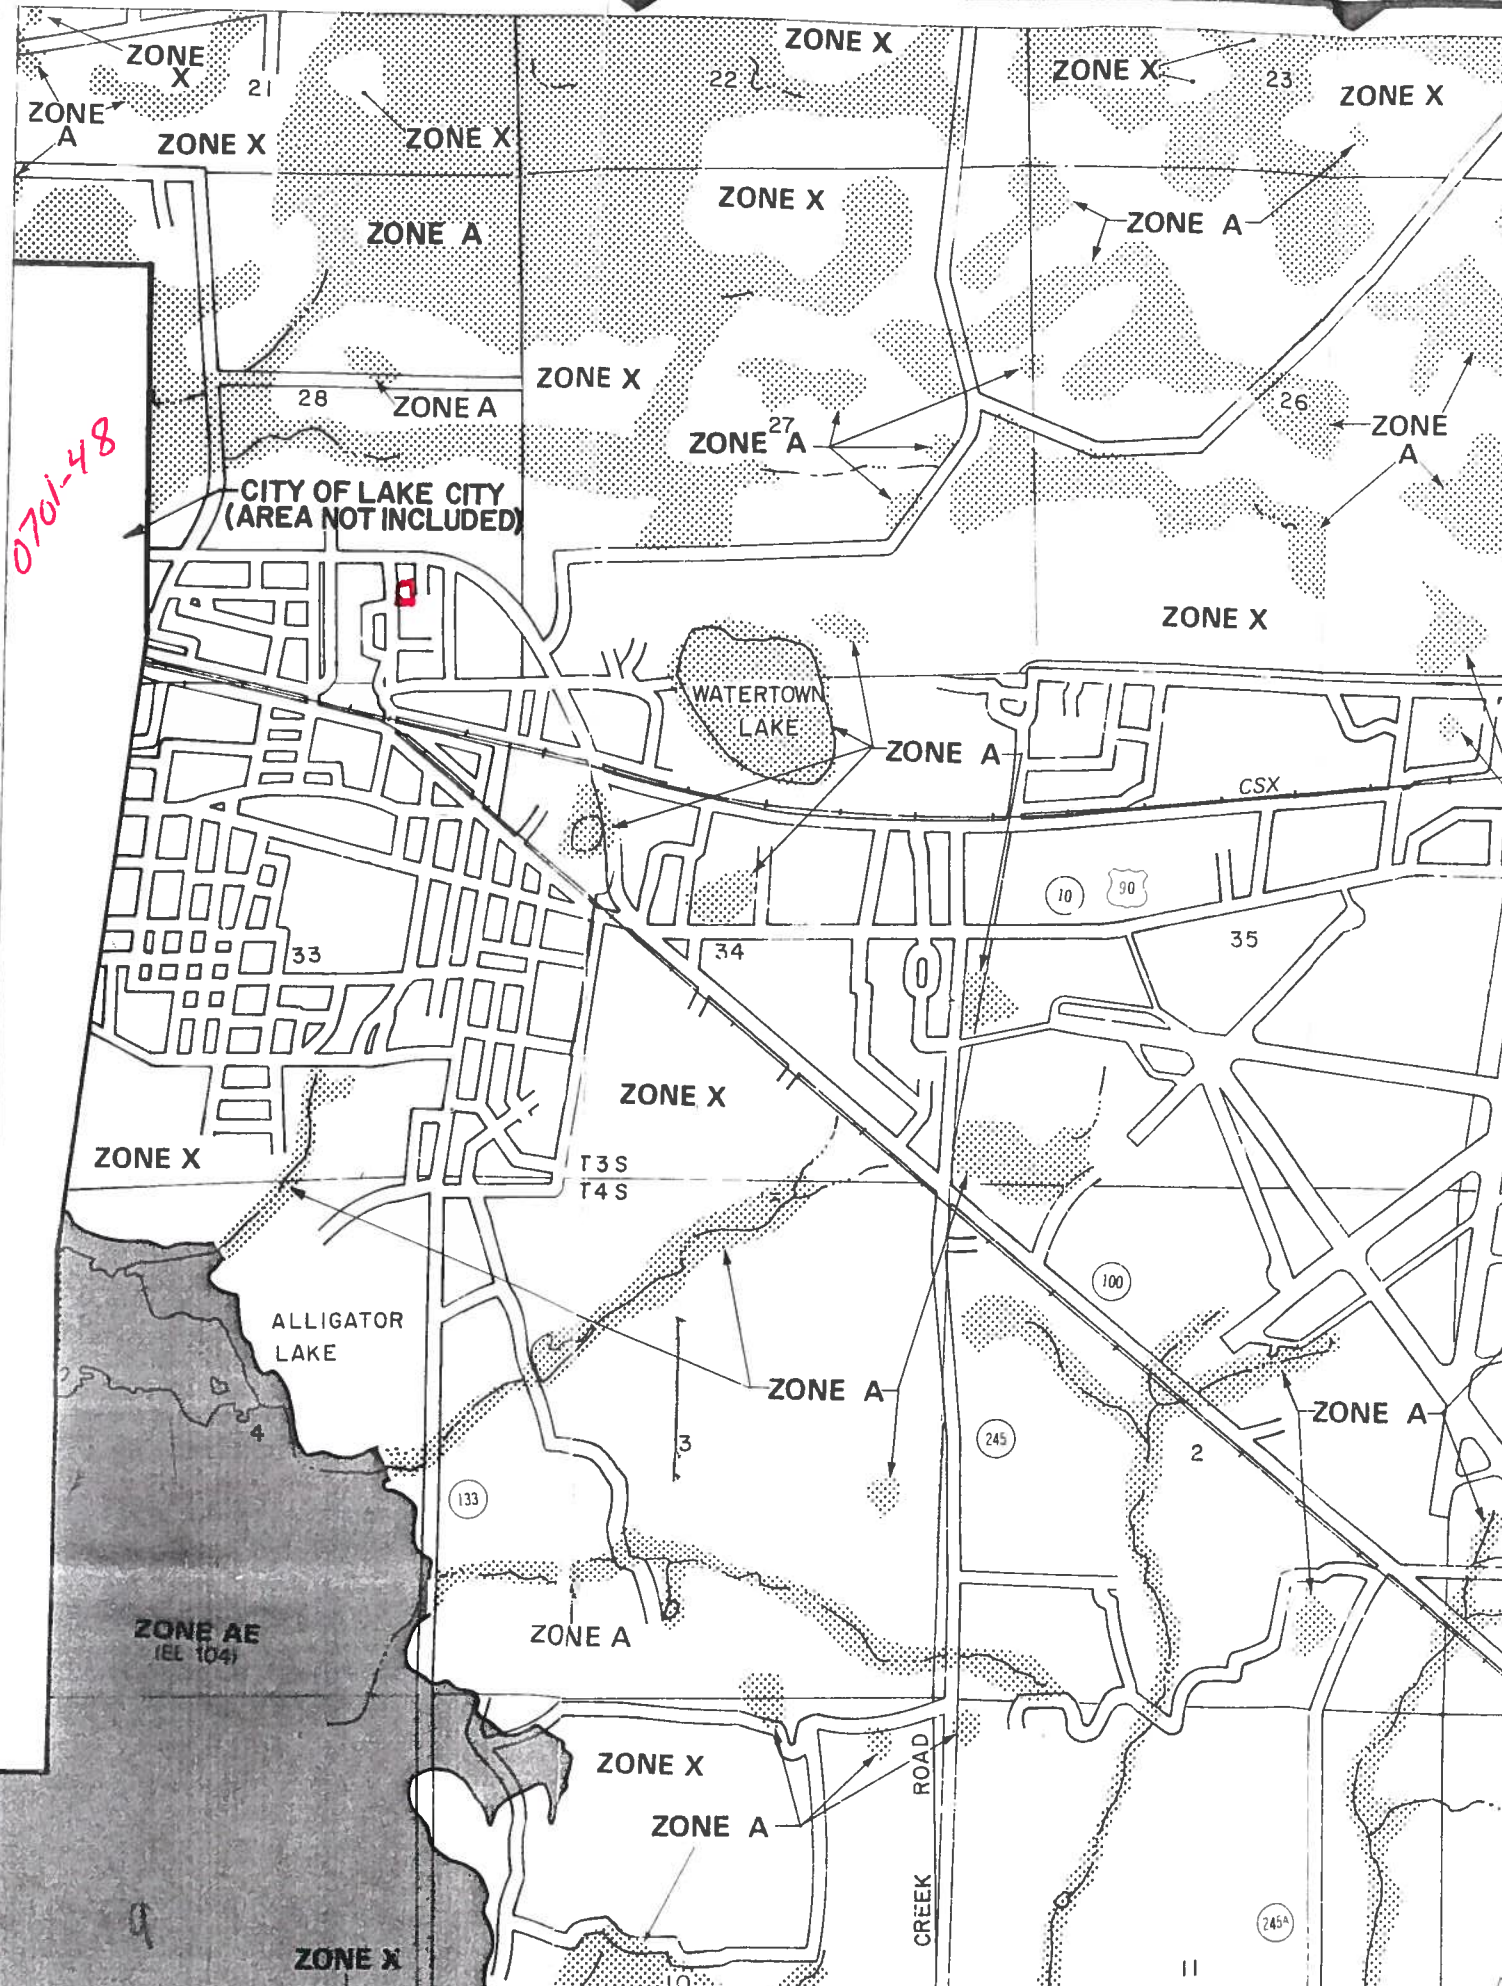 ZONE X
ZONE X
ZONE X
22
23
21
ZONE X
ZONE A
ZONE X
ZONE X
ZONE X
ZONE A
ZONE A
ZONE X
28
ZONE A
27
ZONE A
26
ZONE A
0701-48
CITY OF LAKE CITY
(AREA NOT INCLUDED)
ZONE X
WATERTOWN
LAKE
ZONE A
CSX
10
90
33
34
35
ZONE X
ZONE X
T3S
T4S
100
ALLIGATOR
LAKE
ZONE A
ZONE A
4
3
245
2
133
ZONE AE
(EL 104)
ZONE A
ZONE X
ZONE A
CREEK ROAD
9
245A
ZONE X
10
11